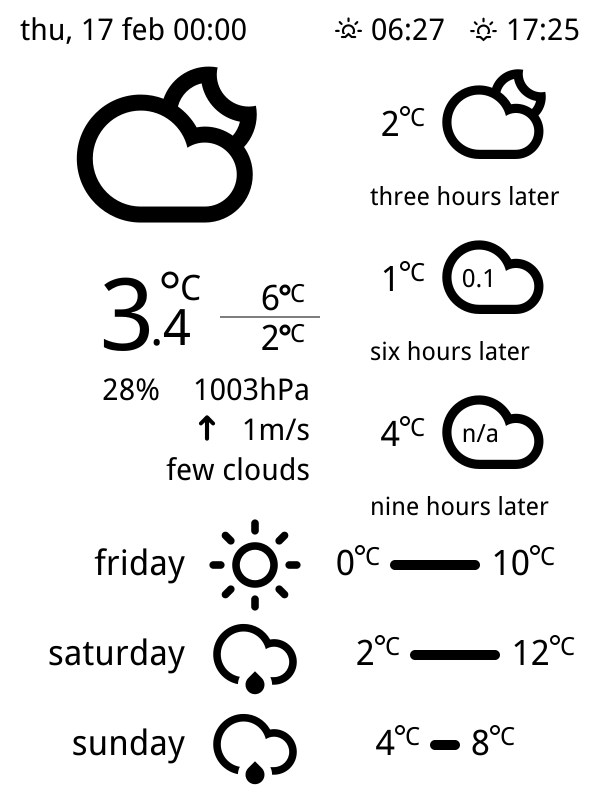 thu, 17 feb 00:00 06:27 17:25
2°C
three hours later
1°C 0.1
six hours later
4°C n/a
nine hours later
3.4°C 6°C
2°C
28% 1003hPa
↑ 1m/s
few clouds
friday 0°C 10°C
saturday 2°C 12°C
sunday 4°C 8°C